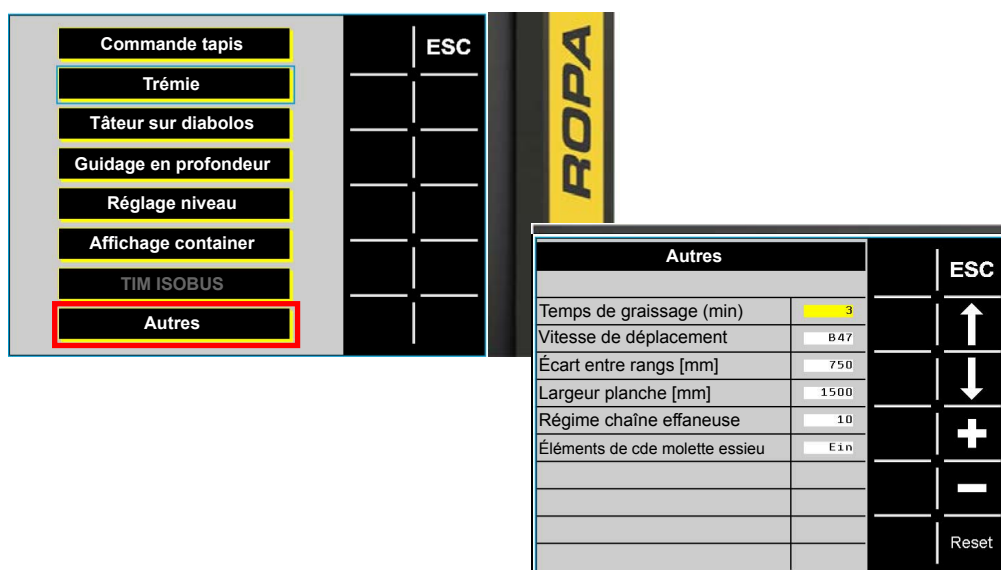 Commande tapis
ESC
Trémie
Tâteur sur diabolos
Guidage en profondeur
Réglage niveau
Affichage container
TIM ISOBUS
Autres
ROPA
Autres
ESC
Temps de graissage (min) 3
Vitesse de déplacement B47
Écart entre rangs [mm] 750
Largeur planche [mm] 1500
Régime chaîne effaneuse 10
Éléments de cde molette essieu Ein
Reset